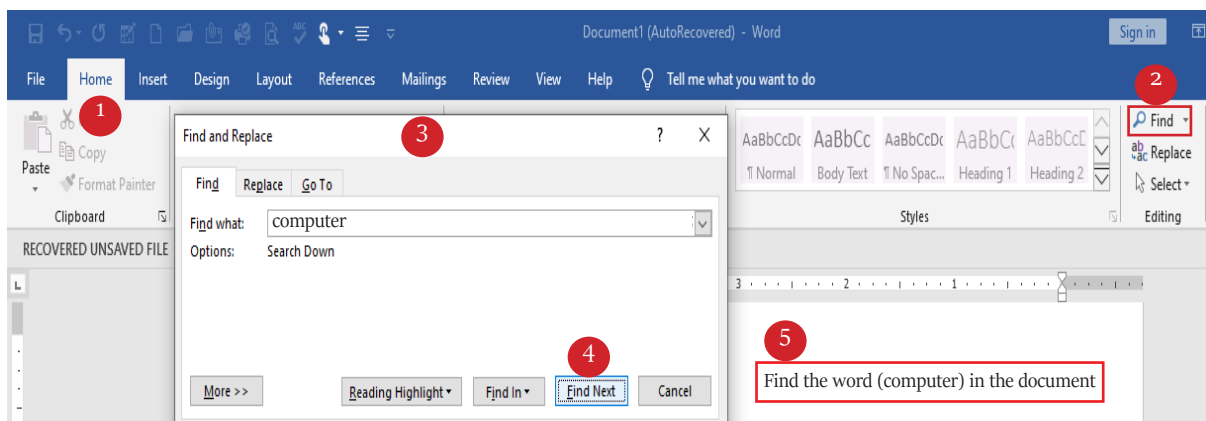 Document1 (AutoRecovered) - Word Sign in
File Home Insert Design Layout References Mailings Review View Help Tell me what you want to do
1
2
Paste
Copy
Format Painter
Clipboard
Find and Replace ? X
3
Find Replace Go To
Find what: computer
Options: Search Down
More >> Reading Highlight Find In Find Next Cancel
4
AaBbCcDc AaBbCc AaBbCcDc AaBbCc AaBbCcE
¶ Normal Body Text ¶ No Spac... Heading 1 Heading 2
Styles
Find
Replace
Select
Editing
RECOVERED UNSAVED FILE
L
3 2 1
5
Find the word (computer) in the document